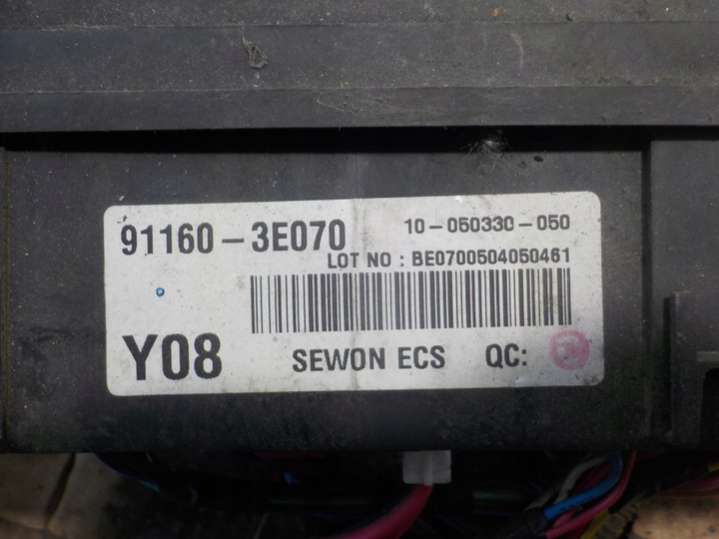 91160-3E070
10-050330-050
LOT NO : BE0700504050461
Y08
SEWON ECS QC: